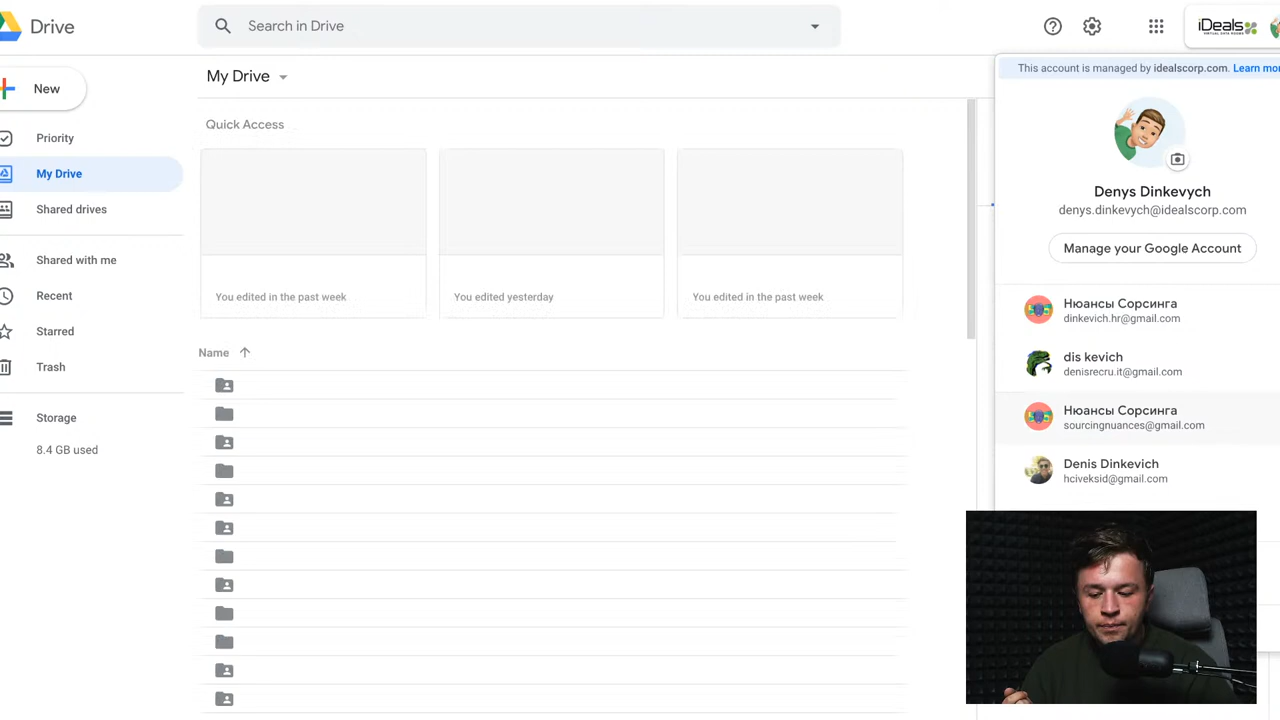 Drive
Search in Drive
iDeals
VIRTUAL DATA ROOMS
New
Priority
My Drive
Shared drives
Shared with me
Recent
Starred
Trash
Storage
8.4 GB used
My Drive
Quick Access
You edited in the past week
You edited yesterday
You edited in the past week
Name
This account is managed by idealscorp.com. Learn mor
Denys Dinkevych
denys.dinkevych@idealscorp.com
Manage your Google Account
Нюансы Сорсинга
dinkevich.hr@gmail.com
dis kevich
denisrecru.it@gmail.com
Нюансы Сорсинга
sourcingnuances@gmail.com
Denis Dinkevich
hciveksid@gmail.com